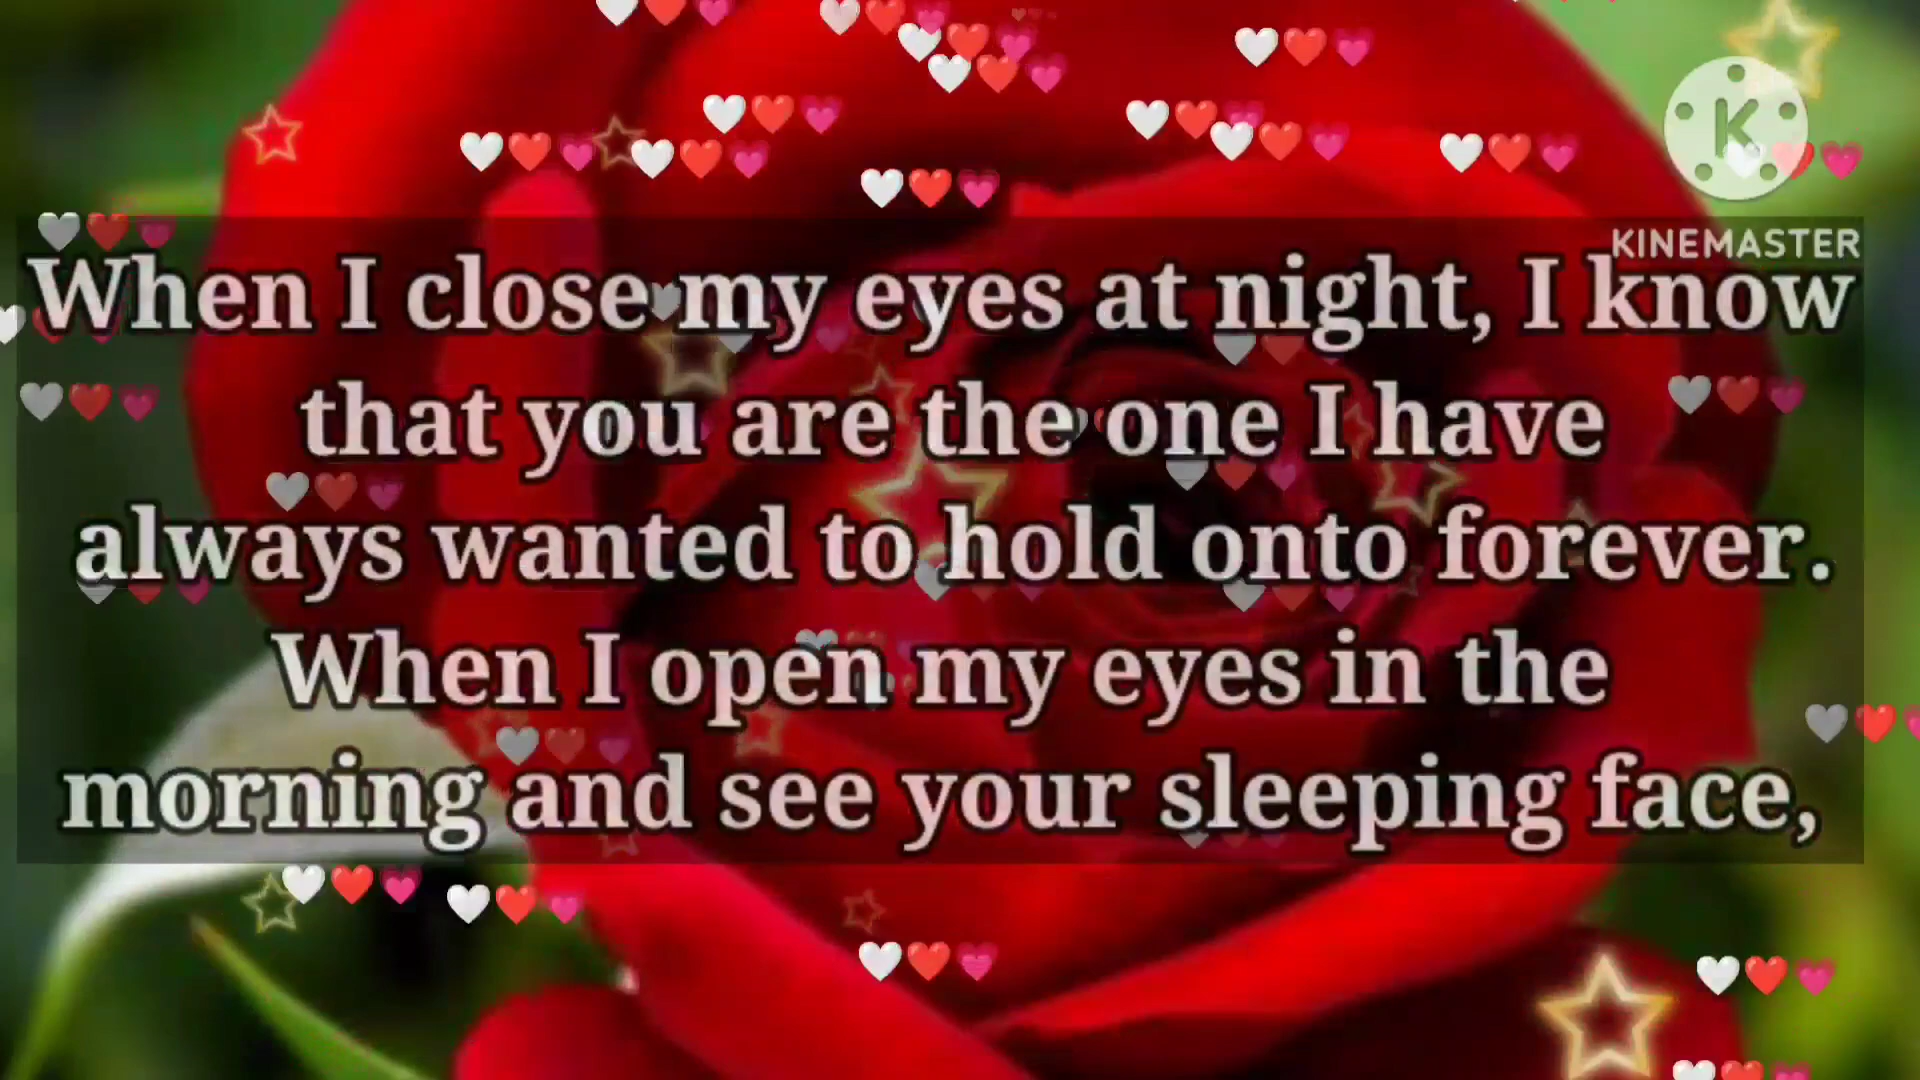 K
KINEMASTER
When I close my eyes at night, I know
that you are the one I have
always wanted to hold onto forever.
When I open my eyes in the
morning and see your sleeping face,